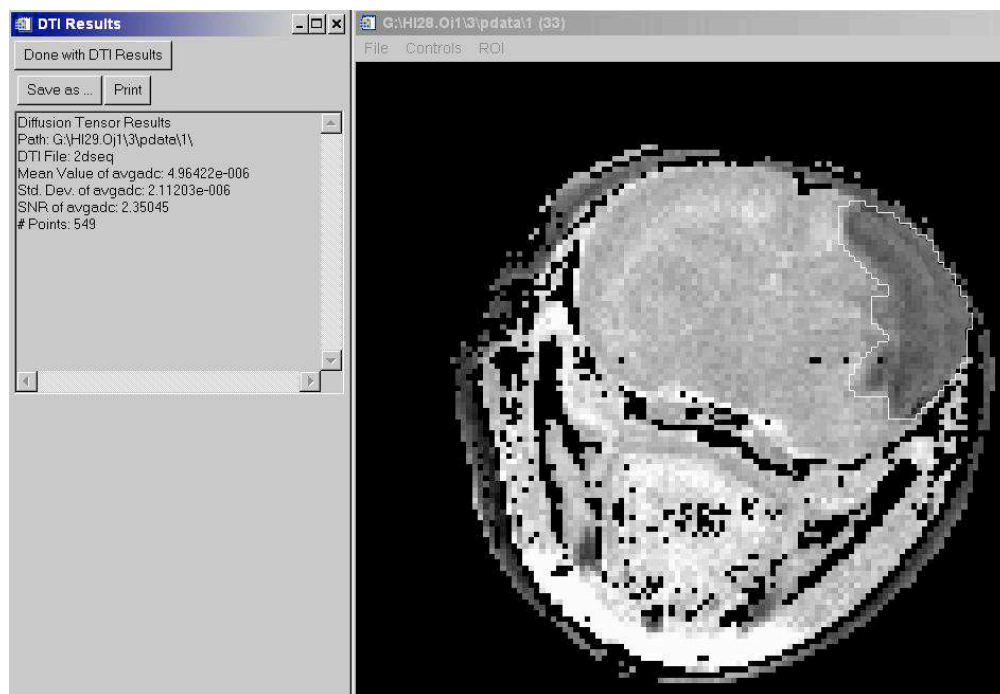 DTI Results
Done with DTI Results
Save as ...
Print
Diffusion Tensor Results
Path: G:\HI29.Oj1\3\pdata\1\
DTI File: 2dseq
Mean Value of avgadc: 4.96422e-006
Std. Dev. of avgadc: 2.11203e-006
SNR of avgadc: 2.35045
# Points: 549
G:\HI28.Oj1\3\pdata\1 (33)
File Controls ROI